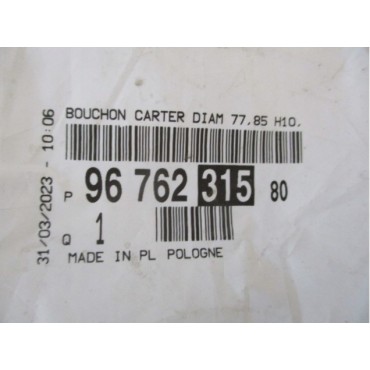 BOUCHON CARTER DIAM 77,85 H10,
P 96 762 315 80
Q 1
MADE IN PL POLOGNE
31/03/2023 - 10:06